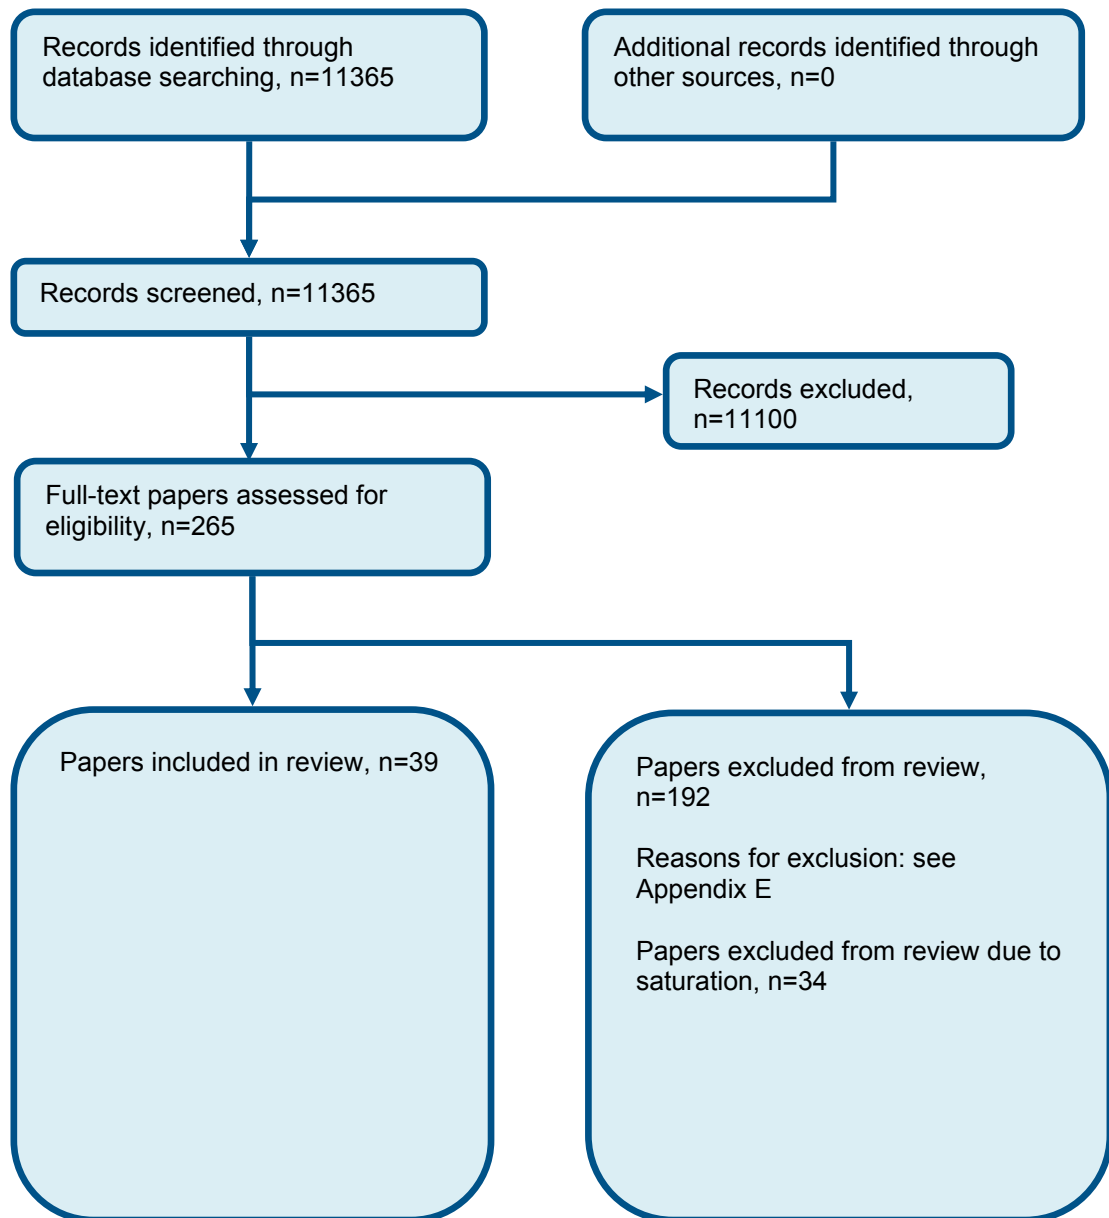 Records identified through
database searching, n=11365
Additional records identified through
other sources, n=0
Records screened, n=11365
Records excluded,
n=11100
Full-text papers assessed for
eligibility, n=265
Papers included in review, n=39
Papers excluded from review,
n=192
Reasons for exclusion: see
Appendix E
Papers excluded from review due to
saturation, n=34